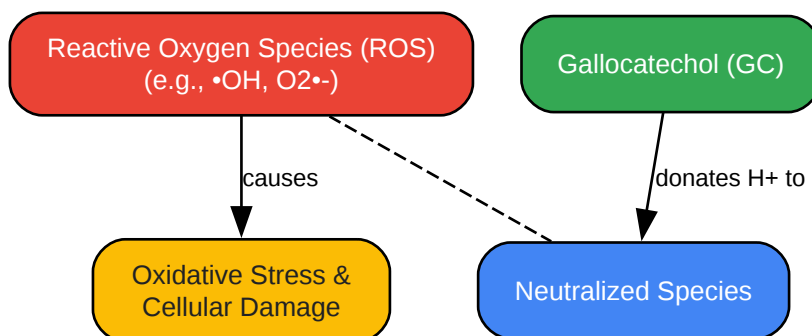 Reactive Oxygen Species (ROS)
(e.g., •OH, O2•-)
Gallocatechol (GC)
causes
donates H+ to
Oxidative Stress &
Cellular Damage
Neutralized Species